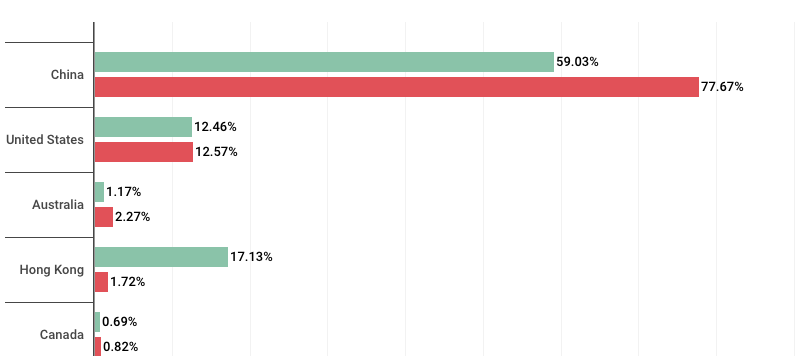 China
59.03%
77.67%
United States
12.46%
12.57%
Australia
1.17%
2.27%
Hong Kong
17.13%
1.72%
Canada
0.69%
0.82%